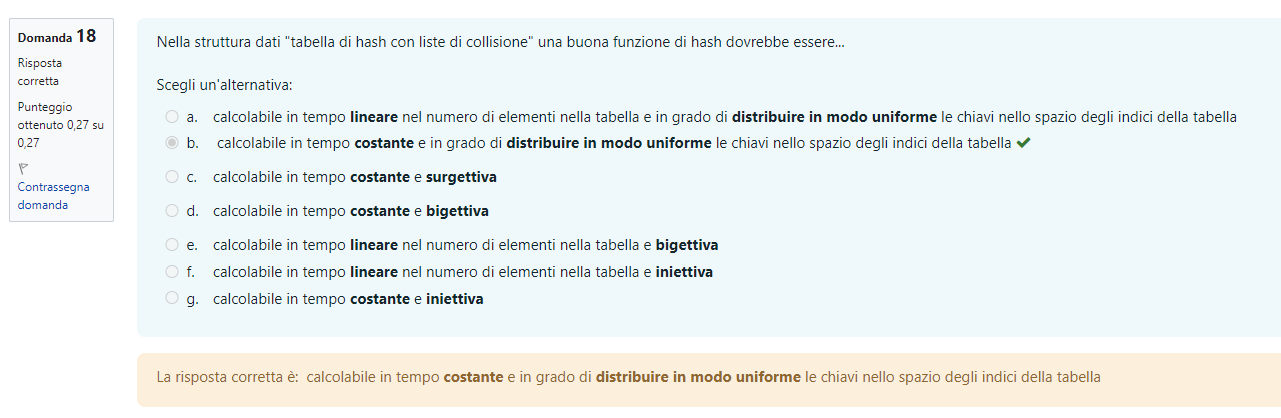 Domanda 18
Risposta
corretta
Punteggio
ottenuto 0,27 su
0,27
Contrassegna
domanda
Nella struttura dati "tabella di hash con liste di collisione" una buona funzione di hash dovrebbe essere...
Scegli un'alternativa:
a. calcolabile in tempo lineare nel numero di elementi nella tabella e in grado di distribuire in modo uniforme le chiavi nello spazio degli indici della tabella
b. calcolabile in tempo costante e in grado di distribuire in modo uniforme le chiavi nello spazio degli indici della tabella
c. calcolabile in tempo costante e surgettiva
d. calcolabile in tempo costante e bigettiva
e. calcolabile in tempo lineare nel numero di elementi nella tabella e bigettiva
f. calcolabile in tempo lineare nel numero di elementi nella tabella e iniettiva
g. calcolabile in tempo costante e iniettiva
La risposta corretta è: calcolabile in tempo costante e in grado di distribuire in modo uniforme le chiavi nello spazio degli indici della tabella